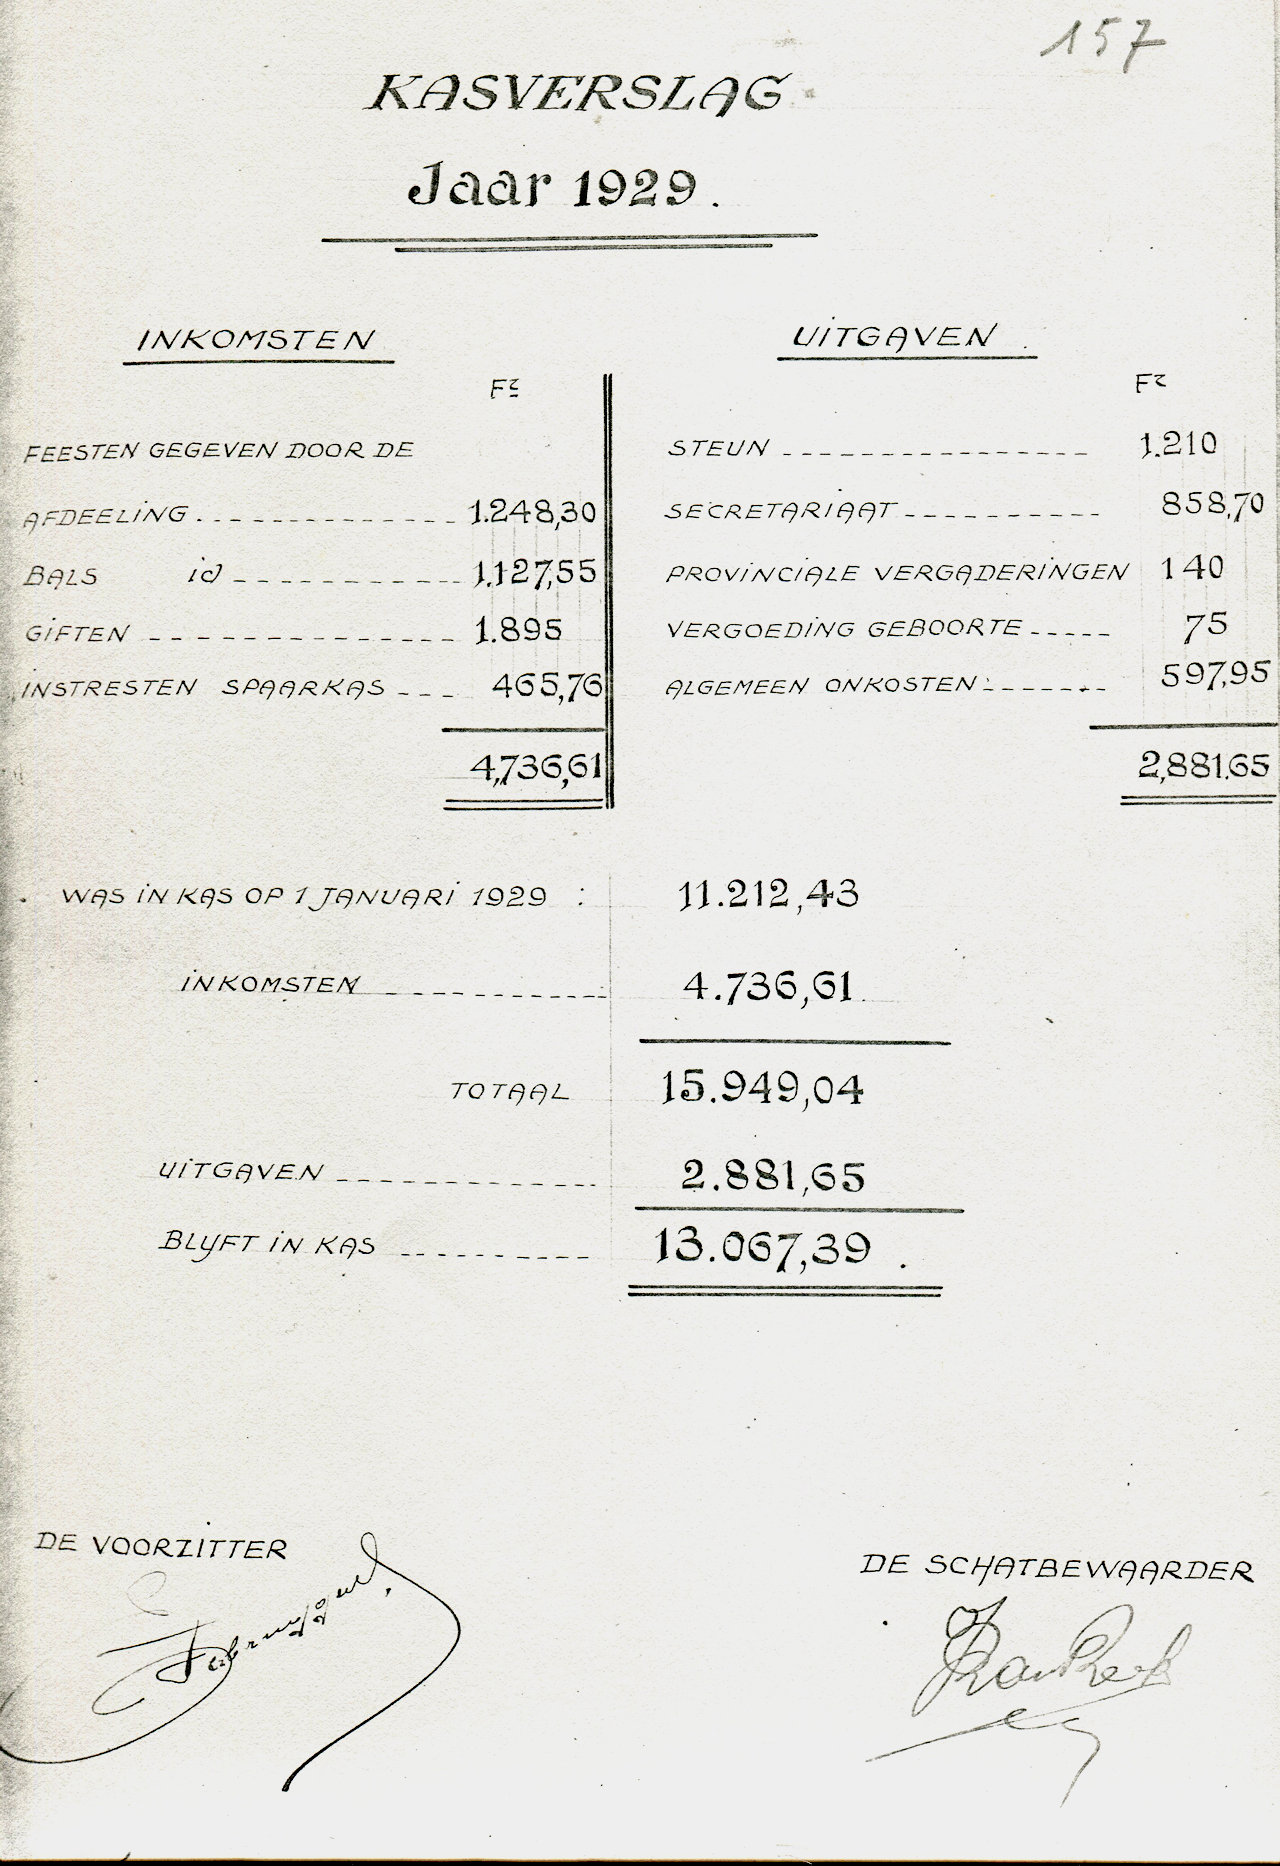 157
KASVERSLAG
Jaar 1929.
INKOMSTEN
Fr
FEESTEN GEGEVEN DOOR DE
AFDEELING 1.248,30
BALS id 1.127,55
GIFTEN 1.895
INSTRESTEN SPAARKAS 465,76
4,736,61
UITGAVEN.
Fr
STEUN 1.210
SECRETARIAAT 858,70
PROVINCIALE VERGADERINGEN 140
VERGOEDING GEBOORTE 75
ALGEMEEN ONKOSTEN 597,95
2,881.65
WAS IN KAS OP 1 JANUARI 1929 : 11.212,43
INKOMSTEN 4.736,61
TOTAAL 15.949,04
UITGAVEN 2.881,65
BLYFT IN KAS 13.067,39.
DE VOORZITTER
DE SCHATBEWAARDER